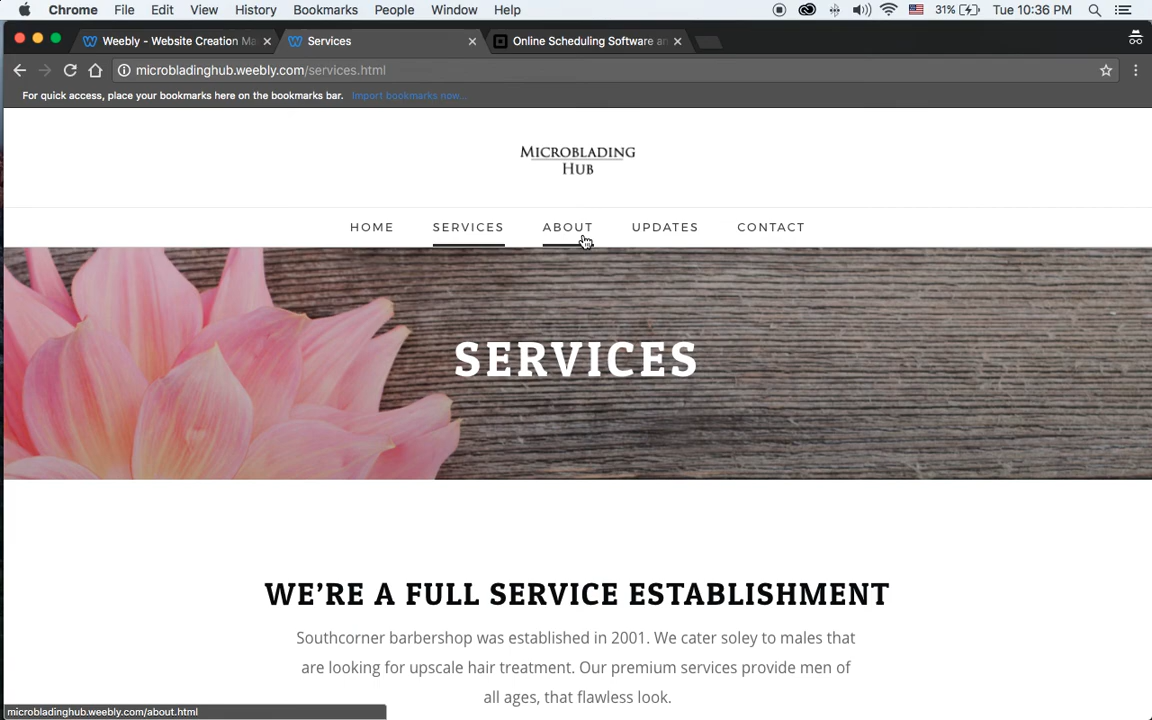 Chrome File Edit View History Bookmarks People Window Help 31% Tue 10:36 PM
Weebly - Website Creation Ma Services Online Scheduling Software an
microbladinghub.weebly.com/services.html
For quick access, place your bookmarks here on the bookmarks bar. Import bookmarks now...
MICROBLADING
HUB
HOME SERVICES ABOUT UPDATES CONTACT
SERVICES
WE'RE A FULL SERVICE ESTABLISHMENT
Southcorner barbershop was established in 2001. We cater soley to males that
are looking for upscale hair treatment. Our premium services provide men of
all ages, that flawless look.
microbladinghub.weebly.com/about.html